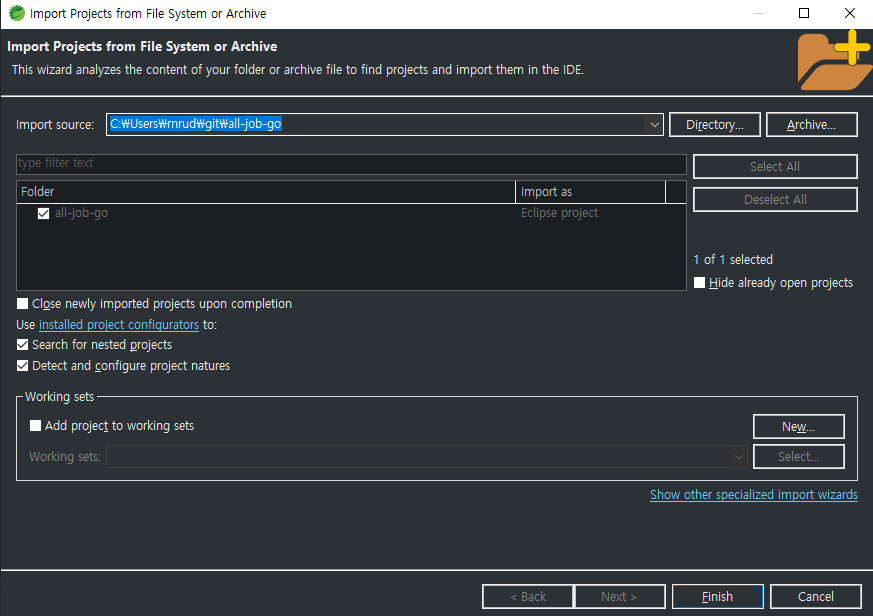 Import Projects from File System or Archive
Import Projects from File System or Archive
This wizard analyzes the content of your folder or archive file to find projects and import them in the IDE.
Import source: C:₩Users₩rnrud₩git₩all-job-go Directory... Archive...
type filter text
Select All
Folder Import as
Deselect All
all-job-go Eclipse project
1 of 1 selected
Hide already open projects
Close newly imported projects upon completion
Use installed project configurators to:
Search for nested projects
Detect and configure project natures
Working sets
Add project to working sets New...
Working sets: Select...
Show other specialized import wizards
< Back Next > Finish Cancel